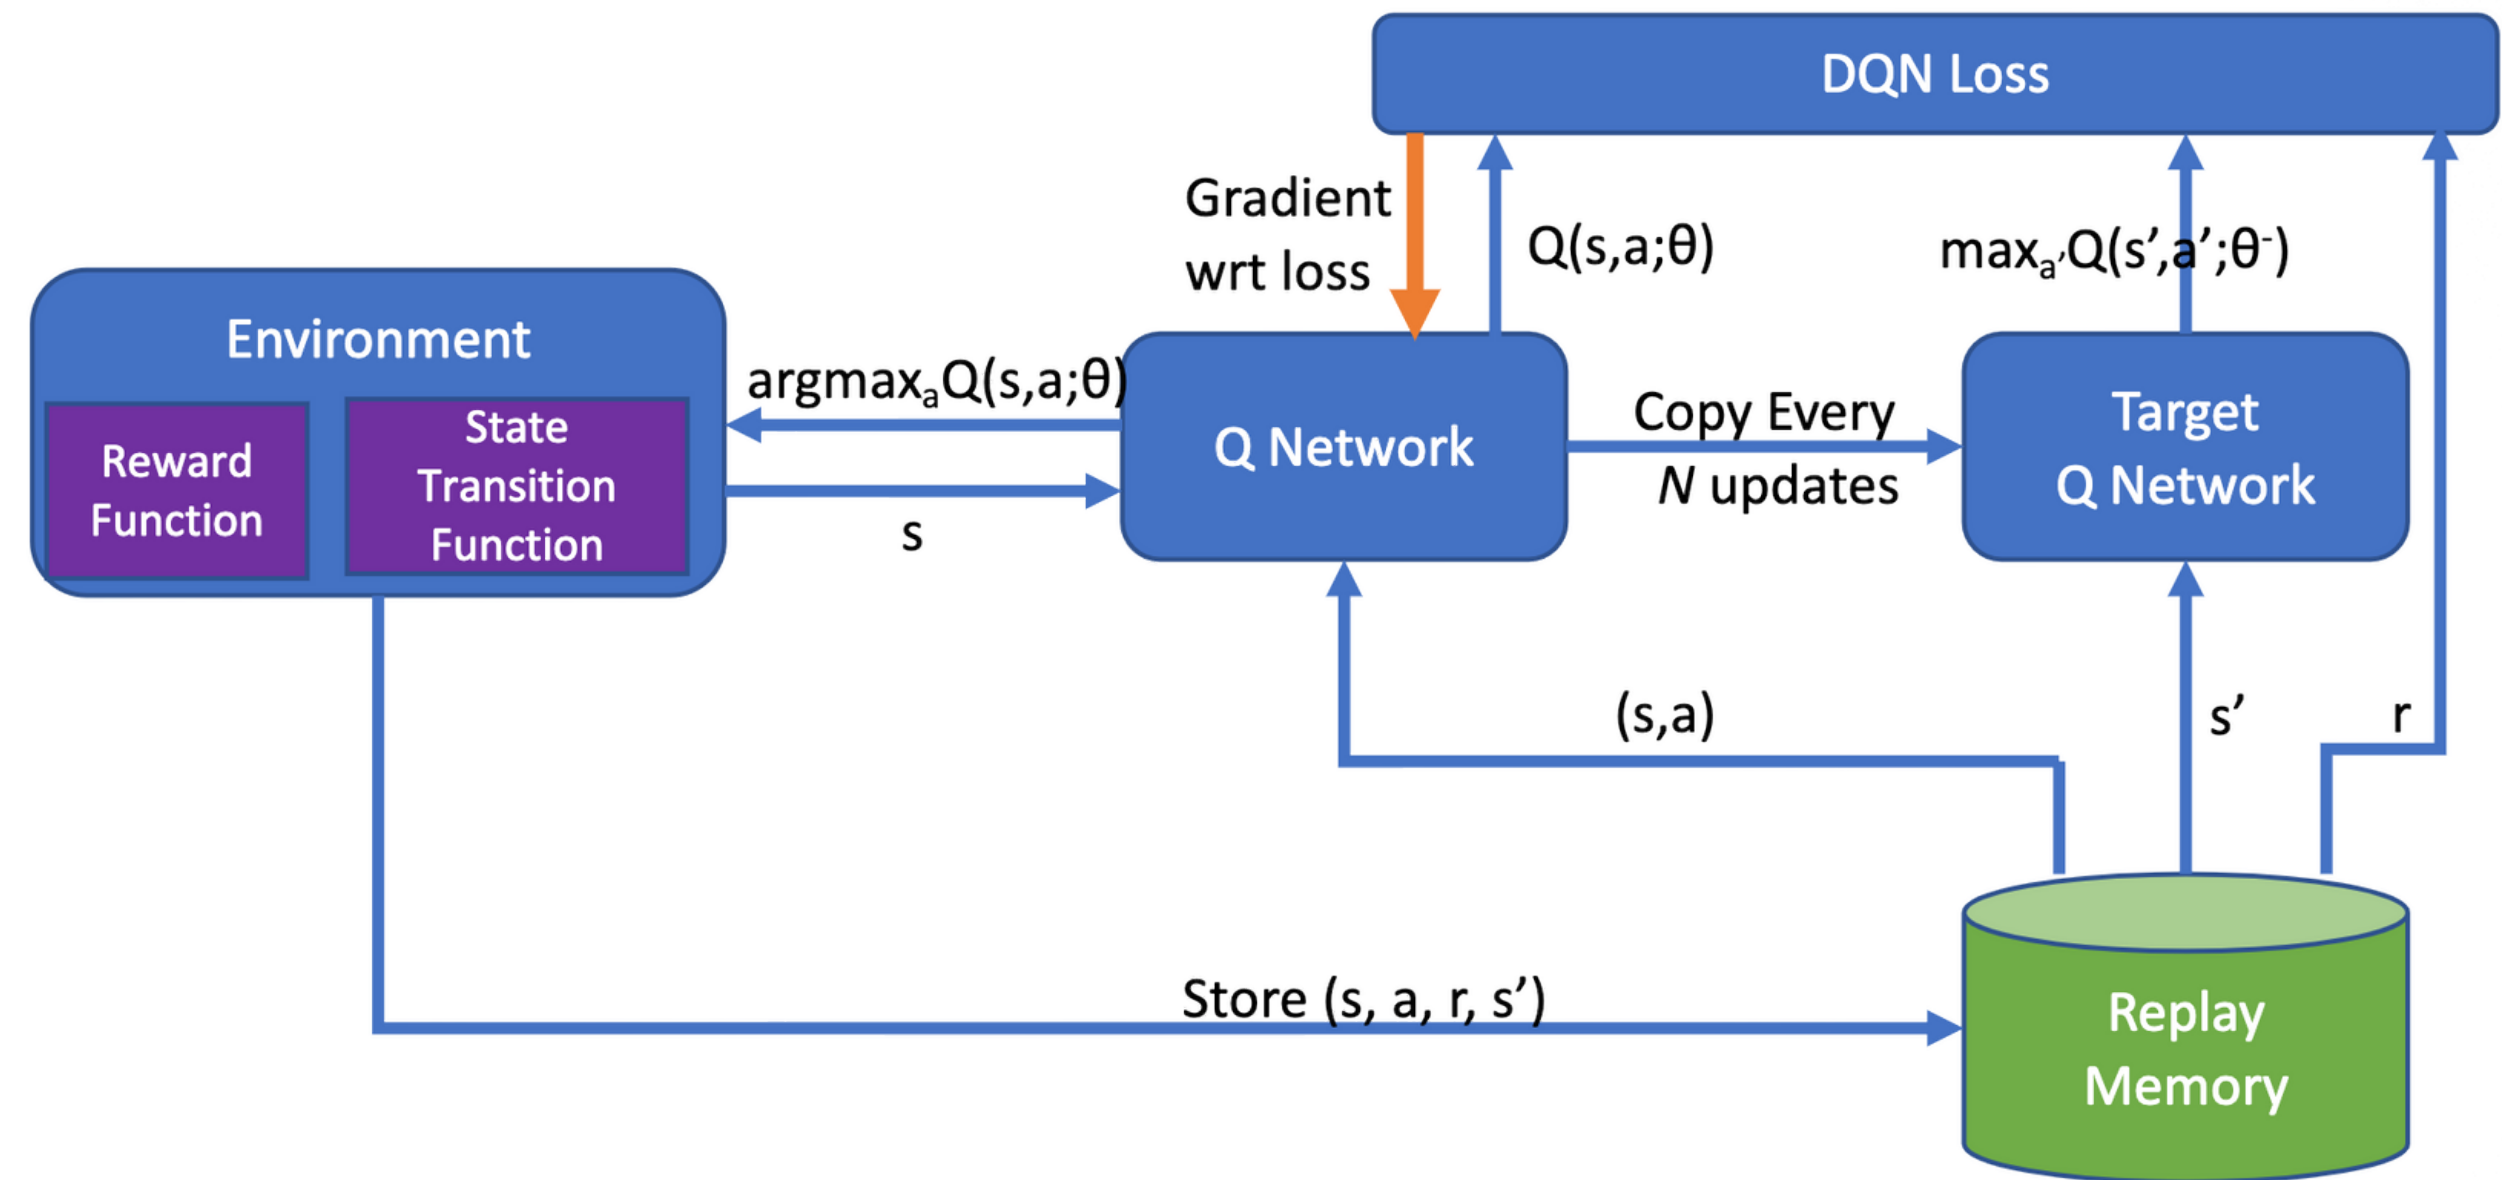 DQN Loss
Gradient
wrt loss
Q(s,a;θ)
maxₐ’Q(s’,a’;θ⁻)
Environment
Reward
Function
State
Transition
Function
argmaxₐQ(s,a;θ)
s
Q Network
Copy Every
N updates
Target
Q Network
(s,a)
s’
r
Store (s, a, r, s’)
Replay
Memory